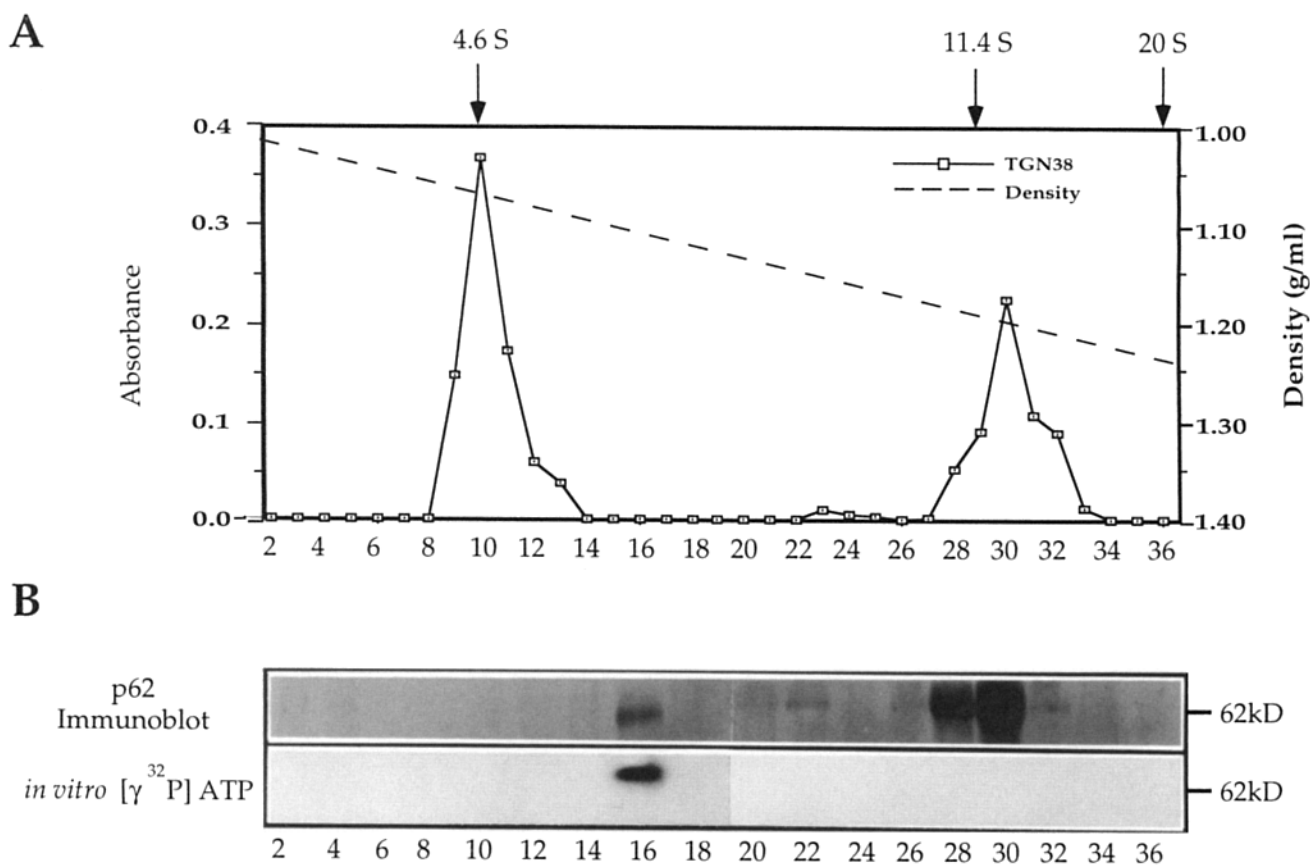 A
4.6 S 11.4 S 20 S
0.4 1.00
TGN38
Density
0.3 1.10
0.2 1.20
0.1 1.30
0.0 1.40
Absorbance
Density (g/ml)
2 4 6 8 10 12 14 16 18 20 22 24 26 28 30 32 34 36
B
p62
Immunoblot
62kD
in vitro [γ ³²P] ATP
62kD
2 4 6 8 10 12 14 16 18 20 22 24 26 28 30 32 34 36